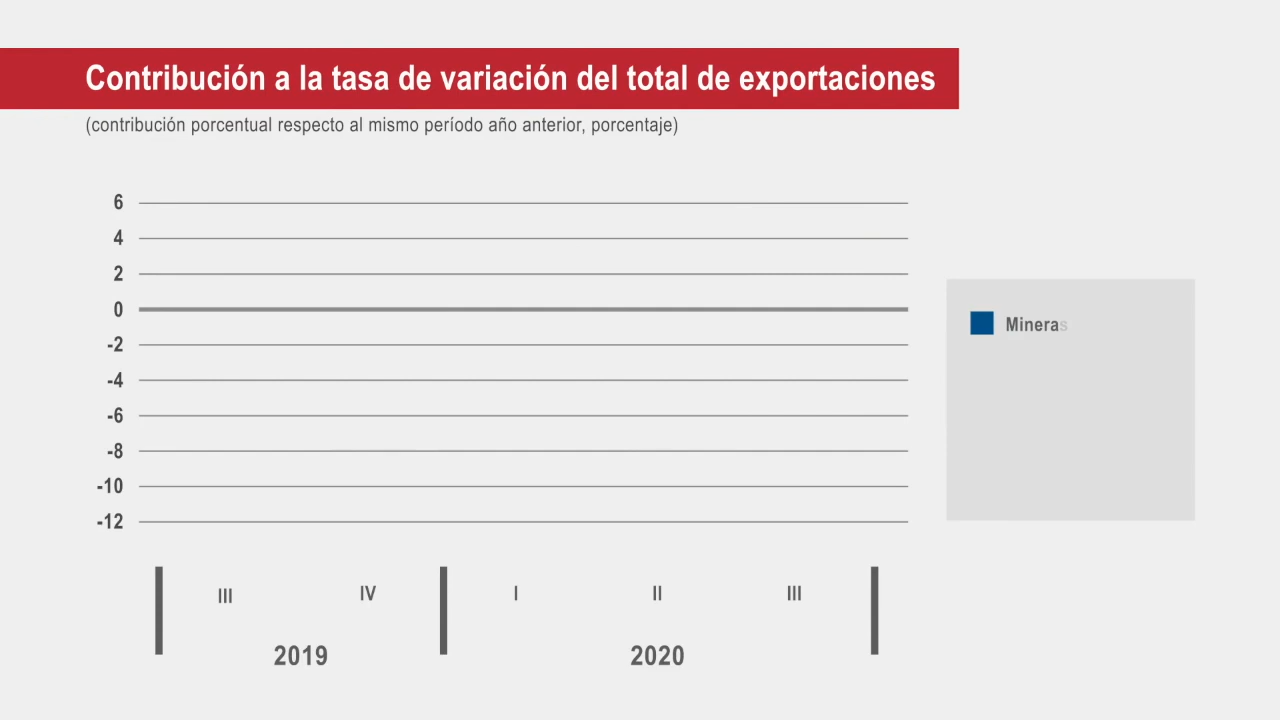 Contribución a la tasa de variación del total de exportaciones
(contribución porcentual respecto al mismo período año anterior, porcentaje)
6
4
2
0
-2
-4
-6
-8
-10
-12
Mineras
III IV I II III
2019 2020